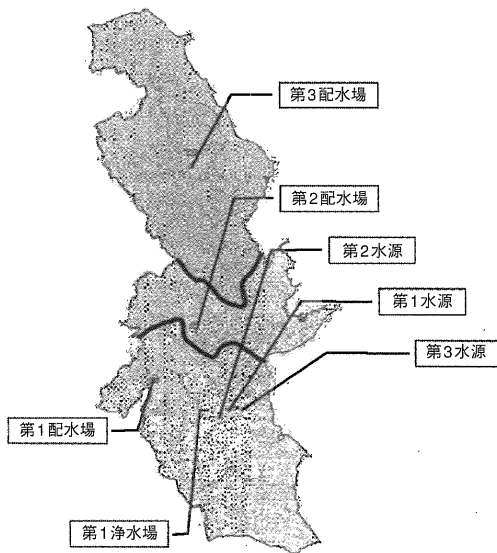 第3配水場
第2配水場
第2水源
第1水源
第3水源
第1配水場
第1浄水場